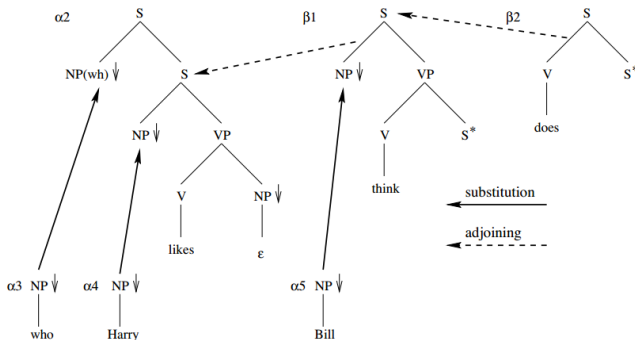 α2 S β1 S β2 S
NP(wh)↓ S NP↓ VP V S*
NP↓ VP V S* does
think
V NP↓ substitution
likes ε adjoining
α3 NP↓ α4 NP↓ α5 NP↓
who Harry Bill